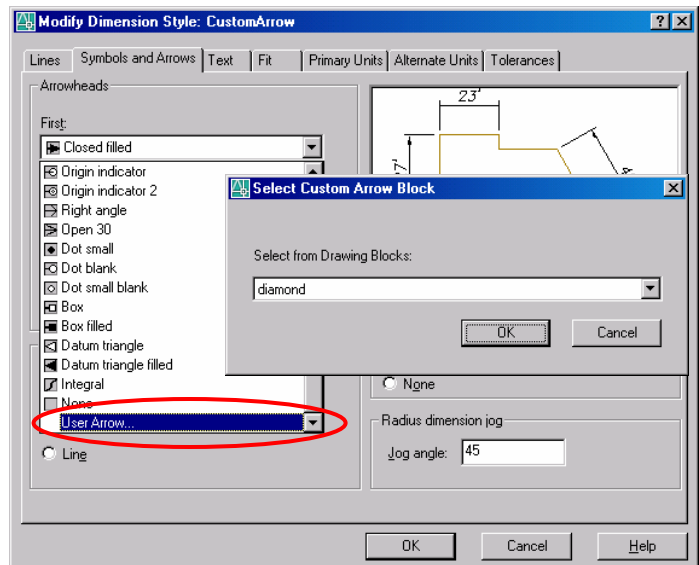 Modify Dimension Style: CustomArrow
Lines Symbols and Arrows Text Fit Primary Units Alternate Units Tolerances
Arrowheads
First:
Closed filled
Origin indicator
Origin indicator 2
Right angle
Open 30
Dot small
Dot blank
Dot small blank
Box
Box filled
Datum triangle
Datum triangle filled
Integral
None
User Arrow...
Line
23'
Select Custom Arrow Block
Select from Drawing Blocks:
diamond
OK Cancel
None
Radius dimension jog
Jog angle: 45
OK Cancel Help